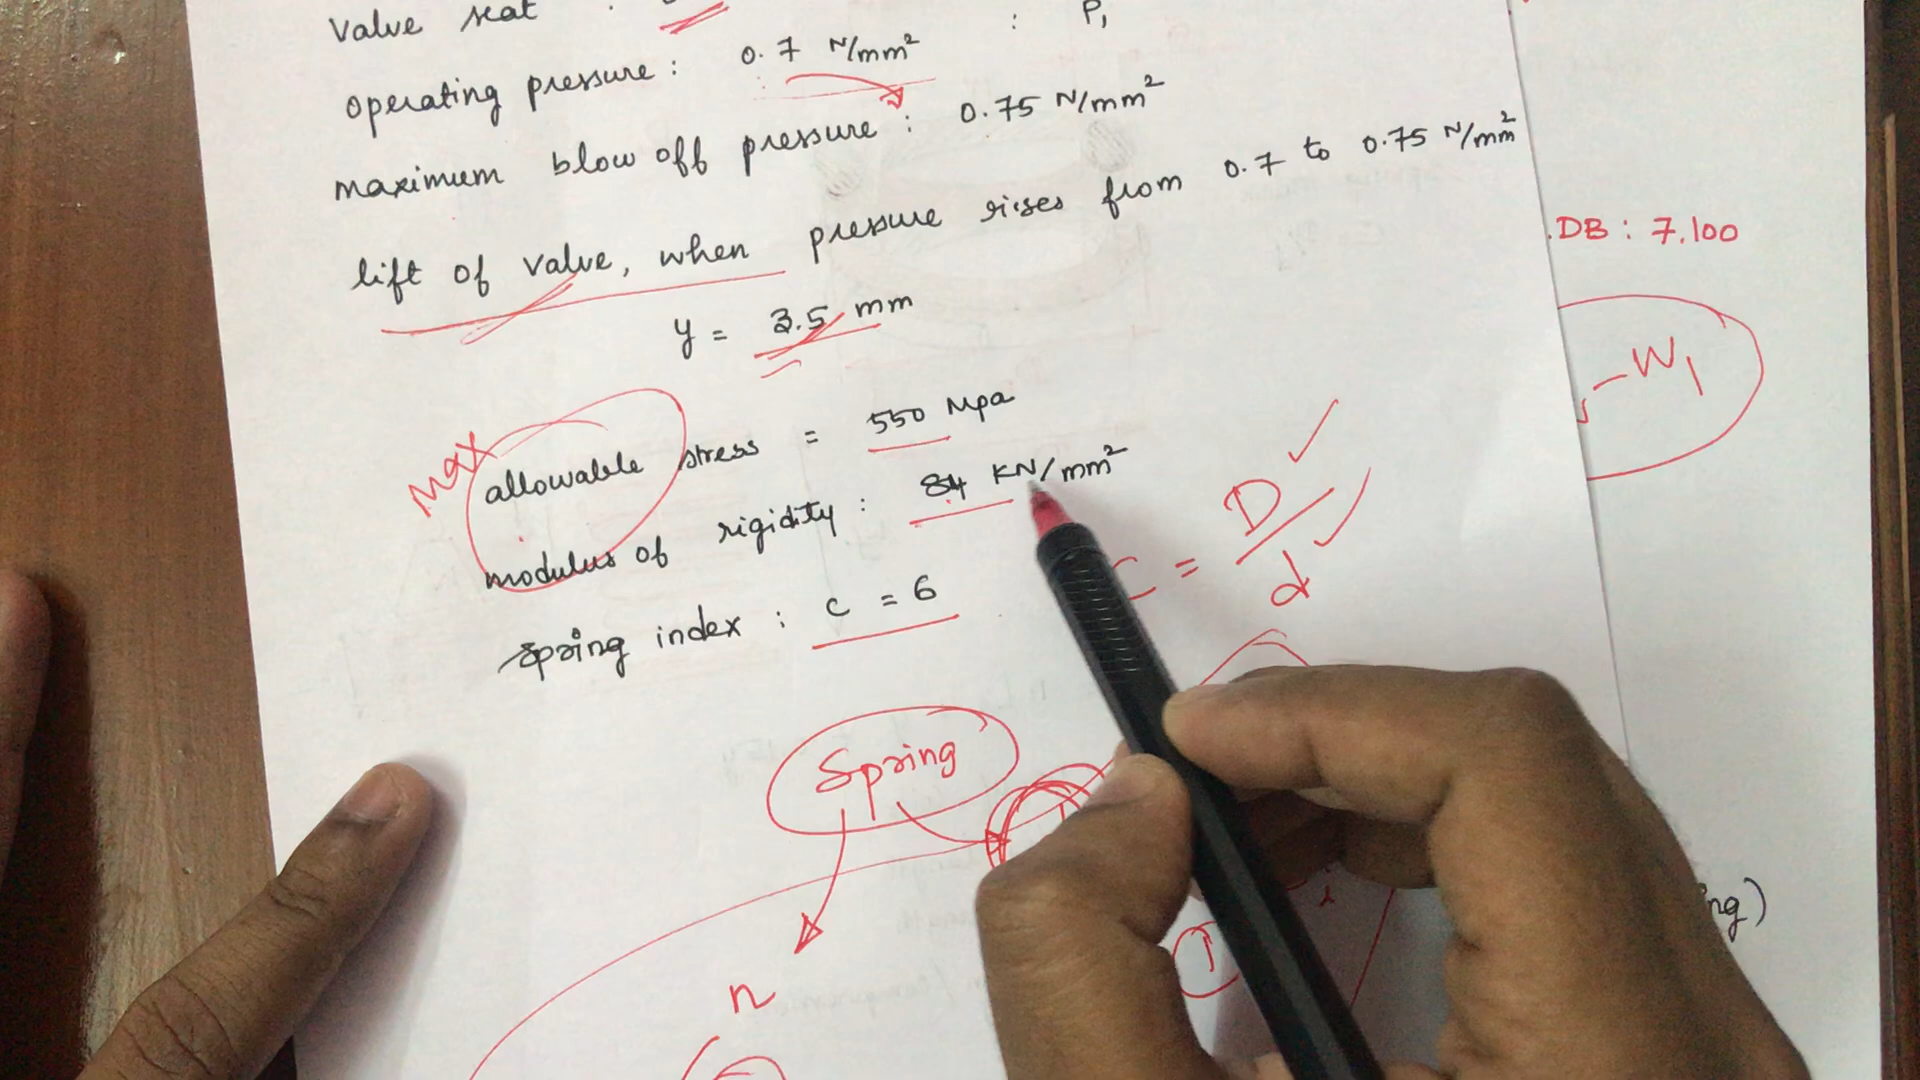 Valve seat :
: P₁
operating pressure : 0.7 N/mm²
maximum blow off pressure : 0.75 N/mm²
lift of valve, when pressure rises from 0.7 to 0.75 N/mm²
y = 3.5 mm
.DB : 7.100
- W₁
Max
allowable stress = 550 Mpa
modulus of rigidity : 84 KN/mm²
C = D/d
spring index : C = 6
Spring
n
1
ng)